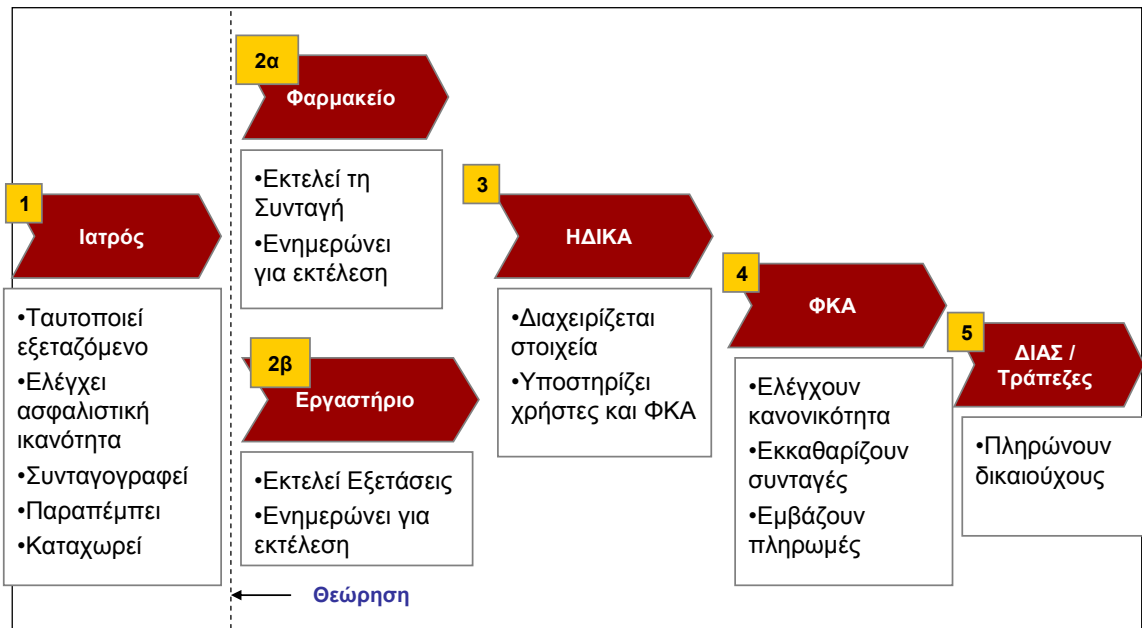 1
Ιατρός
•Ταυτοποιεί
εξεταζόμενο
•Ελέγχει
ασφαλιστική
ικανότητα
•Συνταγογραφεί
•Παραπέμπει
•Καταχωρεί
2α
Φαρμακείο
•Εκτελεί τη
Συνταγή
•Ενημερώνει
για εκτέλεση
2β
Εργαστήριο
•Εκτελεί Εξετάσεις
•Ενημερώνει για
εκτέλεση
Θεώρηση
3
ΗΔΙΚΑ
•Διαχειρίζεται
στοιχεία
•Υποστηρίζει
χρήστες και ΦΚΑ
4
ΦΚΑ
•Ελέγχουν
κανονικότητα
•Εκκαθαρίζουν
συνταγές
•Εμβάζουν
πληρωμές
5
ΔΙΑΣ /
Τράπεζες
•Πληρώνουν
δικαιούχους